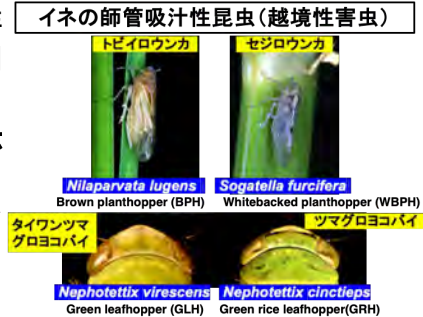 イネの師管吸汁性昆虫(越境性害虫)
トビイロウンカ
セジロウンカ
Nilaparvata lugens
Sogatella furcifera
Brown planthopper (BPH)
Whitebacked planthopper (WBPH)
タイワンツマ
グロヨコバイ
ツマグロヨコバイ
Nephotettix virescens
Nephotettix cincticeps
Green leafhopper (GLH)
Green rice leafhopper(GRH)